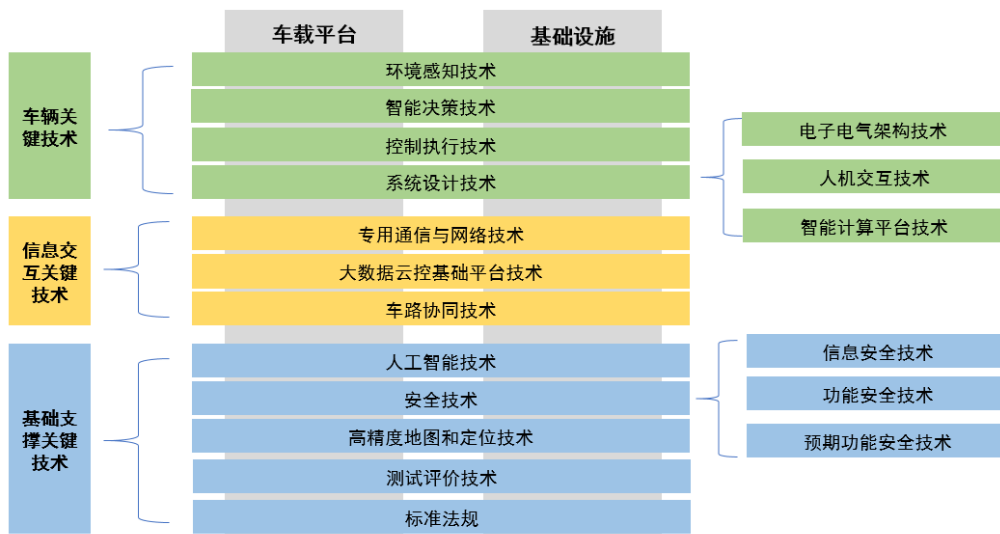 车载平台
基础设施
车辆关
键技术
环境感知技术
智能决策技术
控制执行技术
系统设计技术
电子电气架构技术
人机交互技术
智能计算平台技术
信息交
互关键
技术
专用通信与网络技术
大数据云控基础平台技术
车路协同技术
基础支
撑关键
技术
人工智能技术
安全技术
高精度地图和定位技术
测试评价技术
标准法规
信息安全技术
功能安全技术
预期功能安全技术